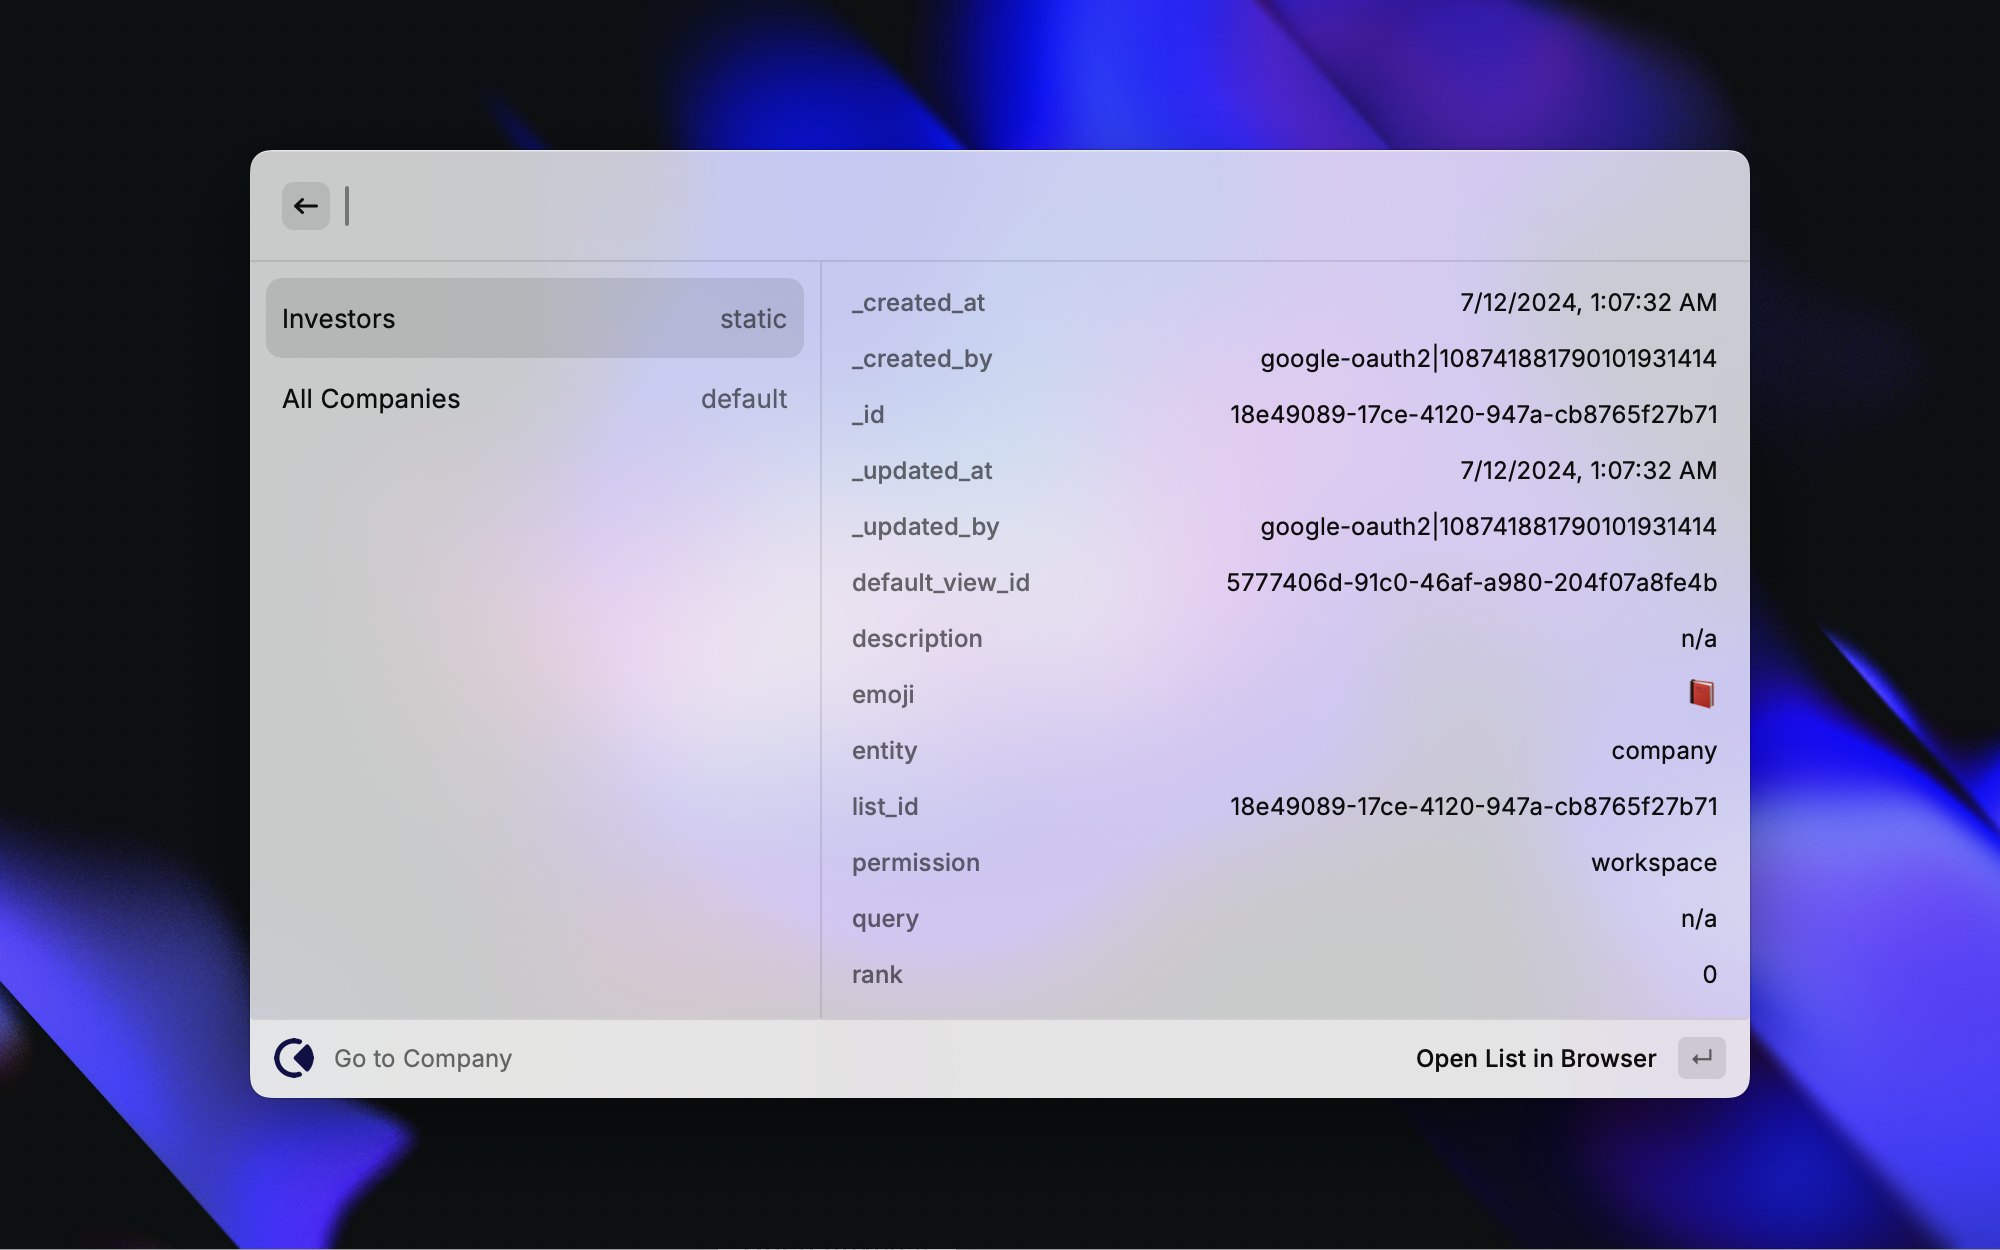 Investors static
All Companies default
_created_at 7/12/2024, 1:07:32 AM
_created_by google-oauth2|108741881790101931414
_id 18e49089-17ce-4120-947a-cb8765f27b71
_updated_at 7/12/2024, 1:07:32 AM
_updated_by google-oauth2|108741881790101931414
default_view_id 5777406d-91c0-46af-a980-204f07a8fe4b
description n/a
emoji 📕
entity company
list_id 18e49089-17ce-4120-947a-cb8765f27b71
permission workspace
query n/a
rank 0
Go to Company Open List in Browser